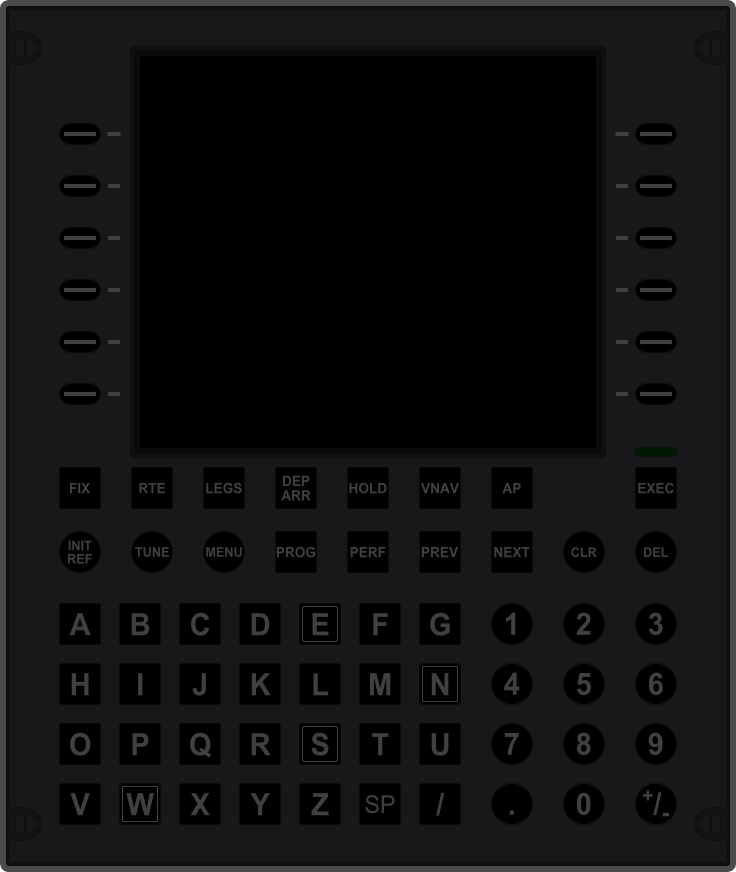 FIX RTE LEGS DEP ARR HOLD VNAV AP EXEC
INIT REF TUNE MENU PROG PERF PREV NEXT CLR DEL
A B C D E F G 1 2 3
H I J K L M N 4 5 6
O P Q R S T U 7 8 9
V W X Y Z SP / . 0 +/-